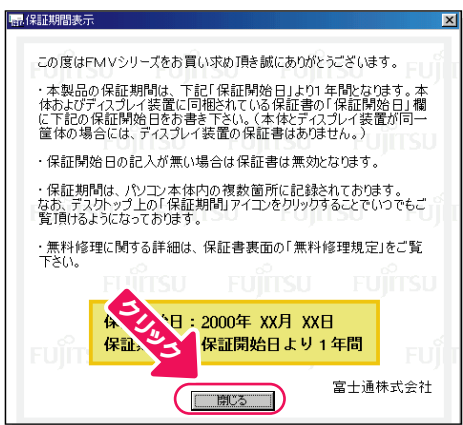 保証期間表示
この度はFMVシリーズをお買い求め頂き誠にありがとうございます。
・本製品の保証期間は、下記「保証開始日」より1年間となります。本
体およびディスプレイ装置に同梱されている保証書の「保証開始日」欄
に下記の保証開始日をお書き下さい。（本体とディスプレイ装置が同一
筐体の場合には、ディスプレイ装置の保証書はありません。）
・保証開始日の記入が無い場合は保証書は無効となります。
・保証期間は、パソコン本体内の複数箇所に記録されております。
なお、デスクトップ上の「保証期間」アイコンをクリックすることでいつでもご
覧頂けるようになっております。
・無料修理に関する詳細は、保証書裏面の「無料修理規定」をご覧
下さい。
FUJITSU FUJITSU FUJITSU
保 日：2000年 XX月 XX日
保証 保証開始日より1年間
クリック
富士通株式会社
閉じる